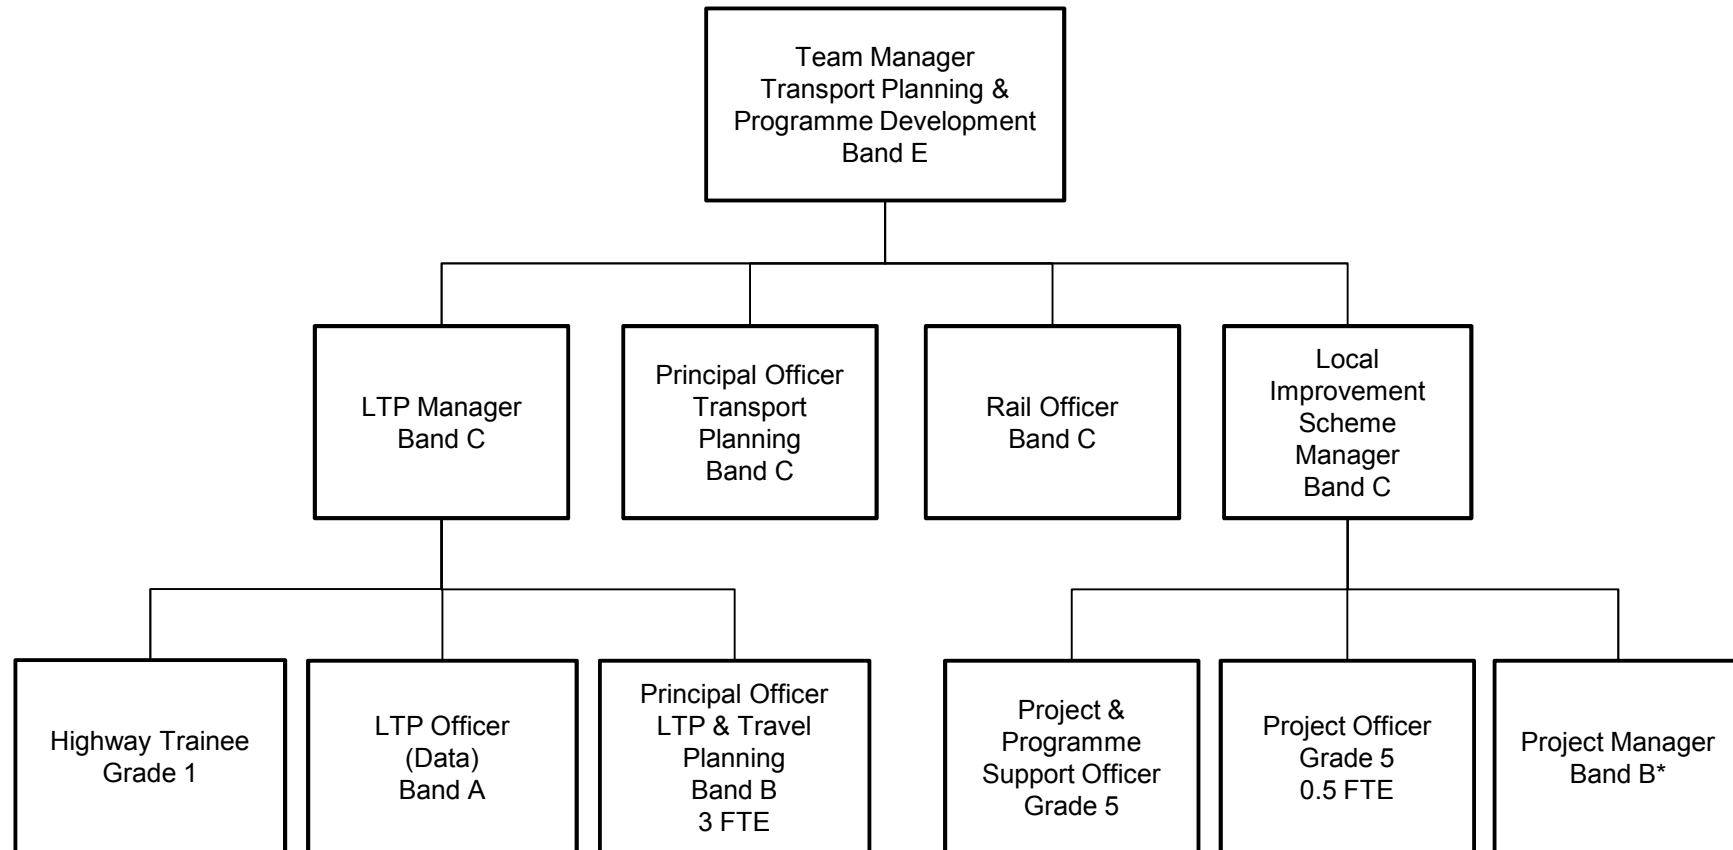 Team Manager
Transport Planning &
Programme Development
Band E
LTP Manager
Band C
Principal Officer
Transport
Planning
Band C
Rail Officer
Band C
Local
Improvement
Scheme
Manager
Band C
Highway Trainee
Grade 1
LTP Officer
(Data)
Band A
Principal Officer
LTP & Travel
Planning
Band B
3 FTE
Project &
Programme
Support Officer
Grade 5
Project Officer
Grade 5
0.5 FTE
Project Manager
Band B*